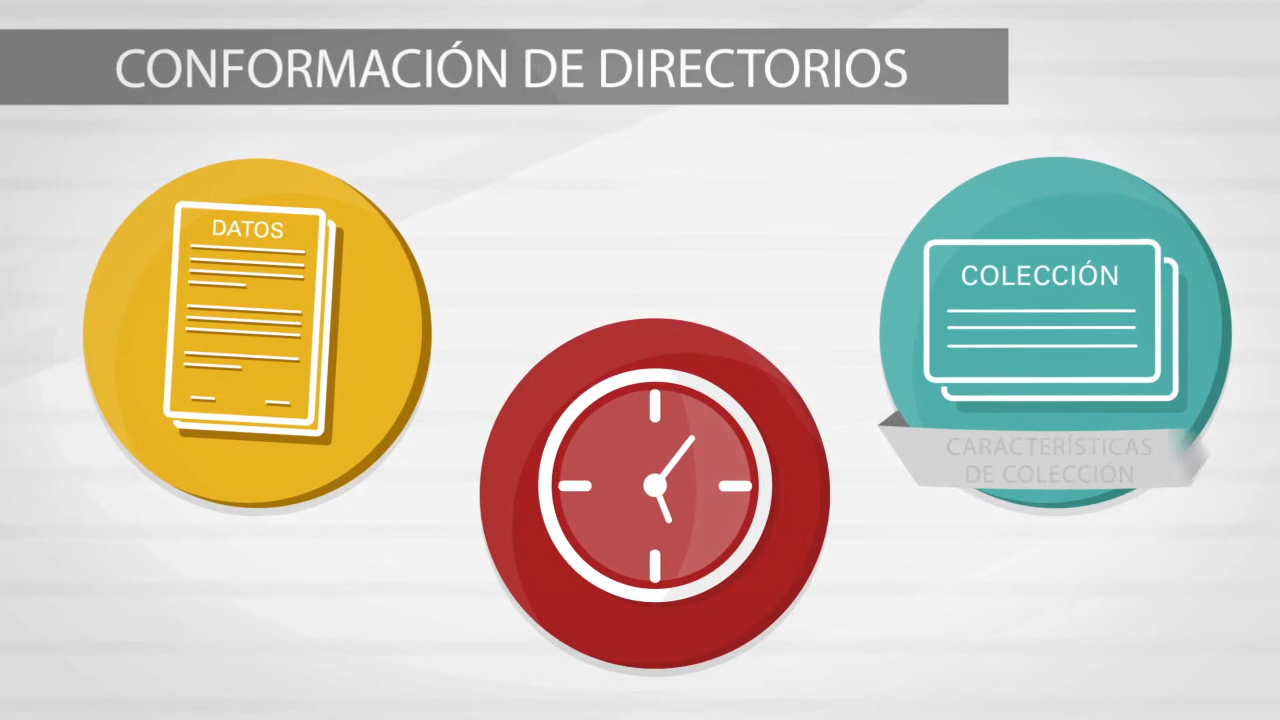 CONFORMACIÓN DE DIRECTORIOS
DATOS
COLECCIÓN
CARACTERÍSTICAS
DE COLECCIÓN